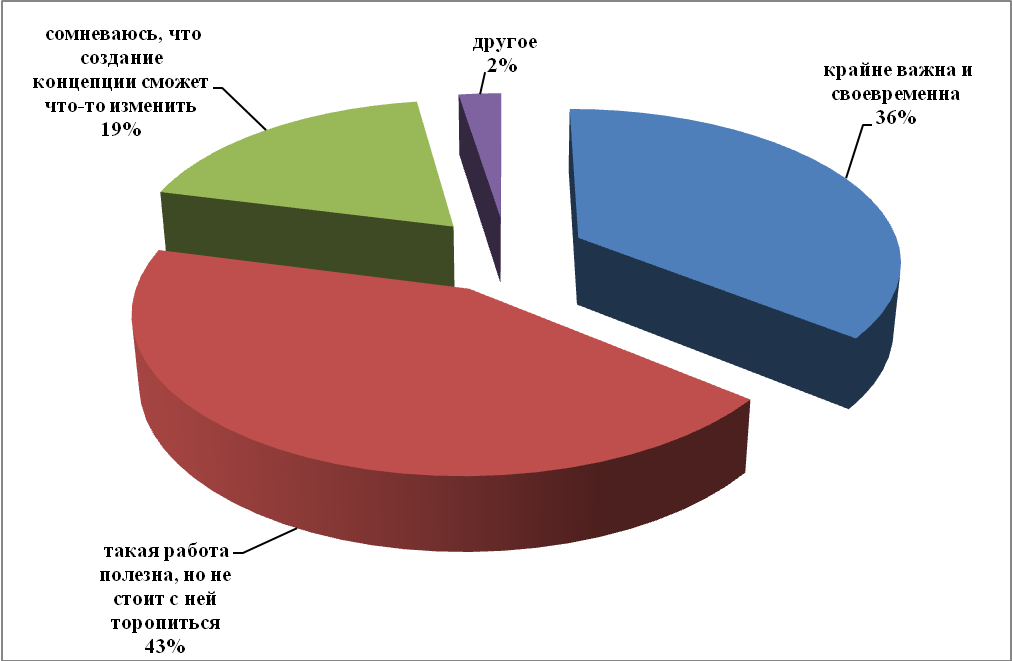 сомневаюсь, что
создание
концепции сможет
что-то изменить
19%
другое
2%
крайне важна и
своевременна
36%
такая работа
полезна, но не
стоит с ней
торопиться
43%